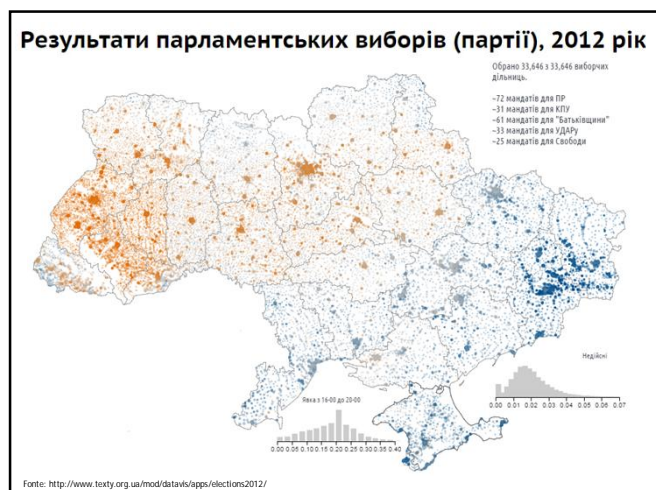 Результати парламентських виборів (партії), 2012 рік
Обрано 33,646 з 33,646 виборчих
дільниць.
~72 мандатів для ПР
~31 мандатів для КПУ
~61 мандатів для "Батьківщини"
~33 мандатів для УДАРу
~25 мандатів для Свободи
Недійсні
0.00 0.01 0.02 0.03 0.04 0.05 0.06 0.07
Явка з 16-00 до 20-00
0.00 0.05 0.10 0.15 0.20 0.25 0.30 0.35 0.40
Fonte: http://www.texty.org.ua/mod/datavis/apps/elections2012/